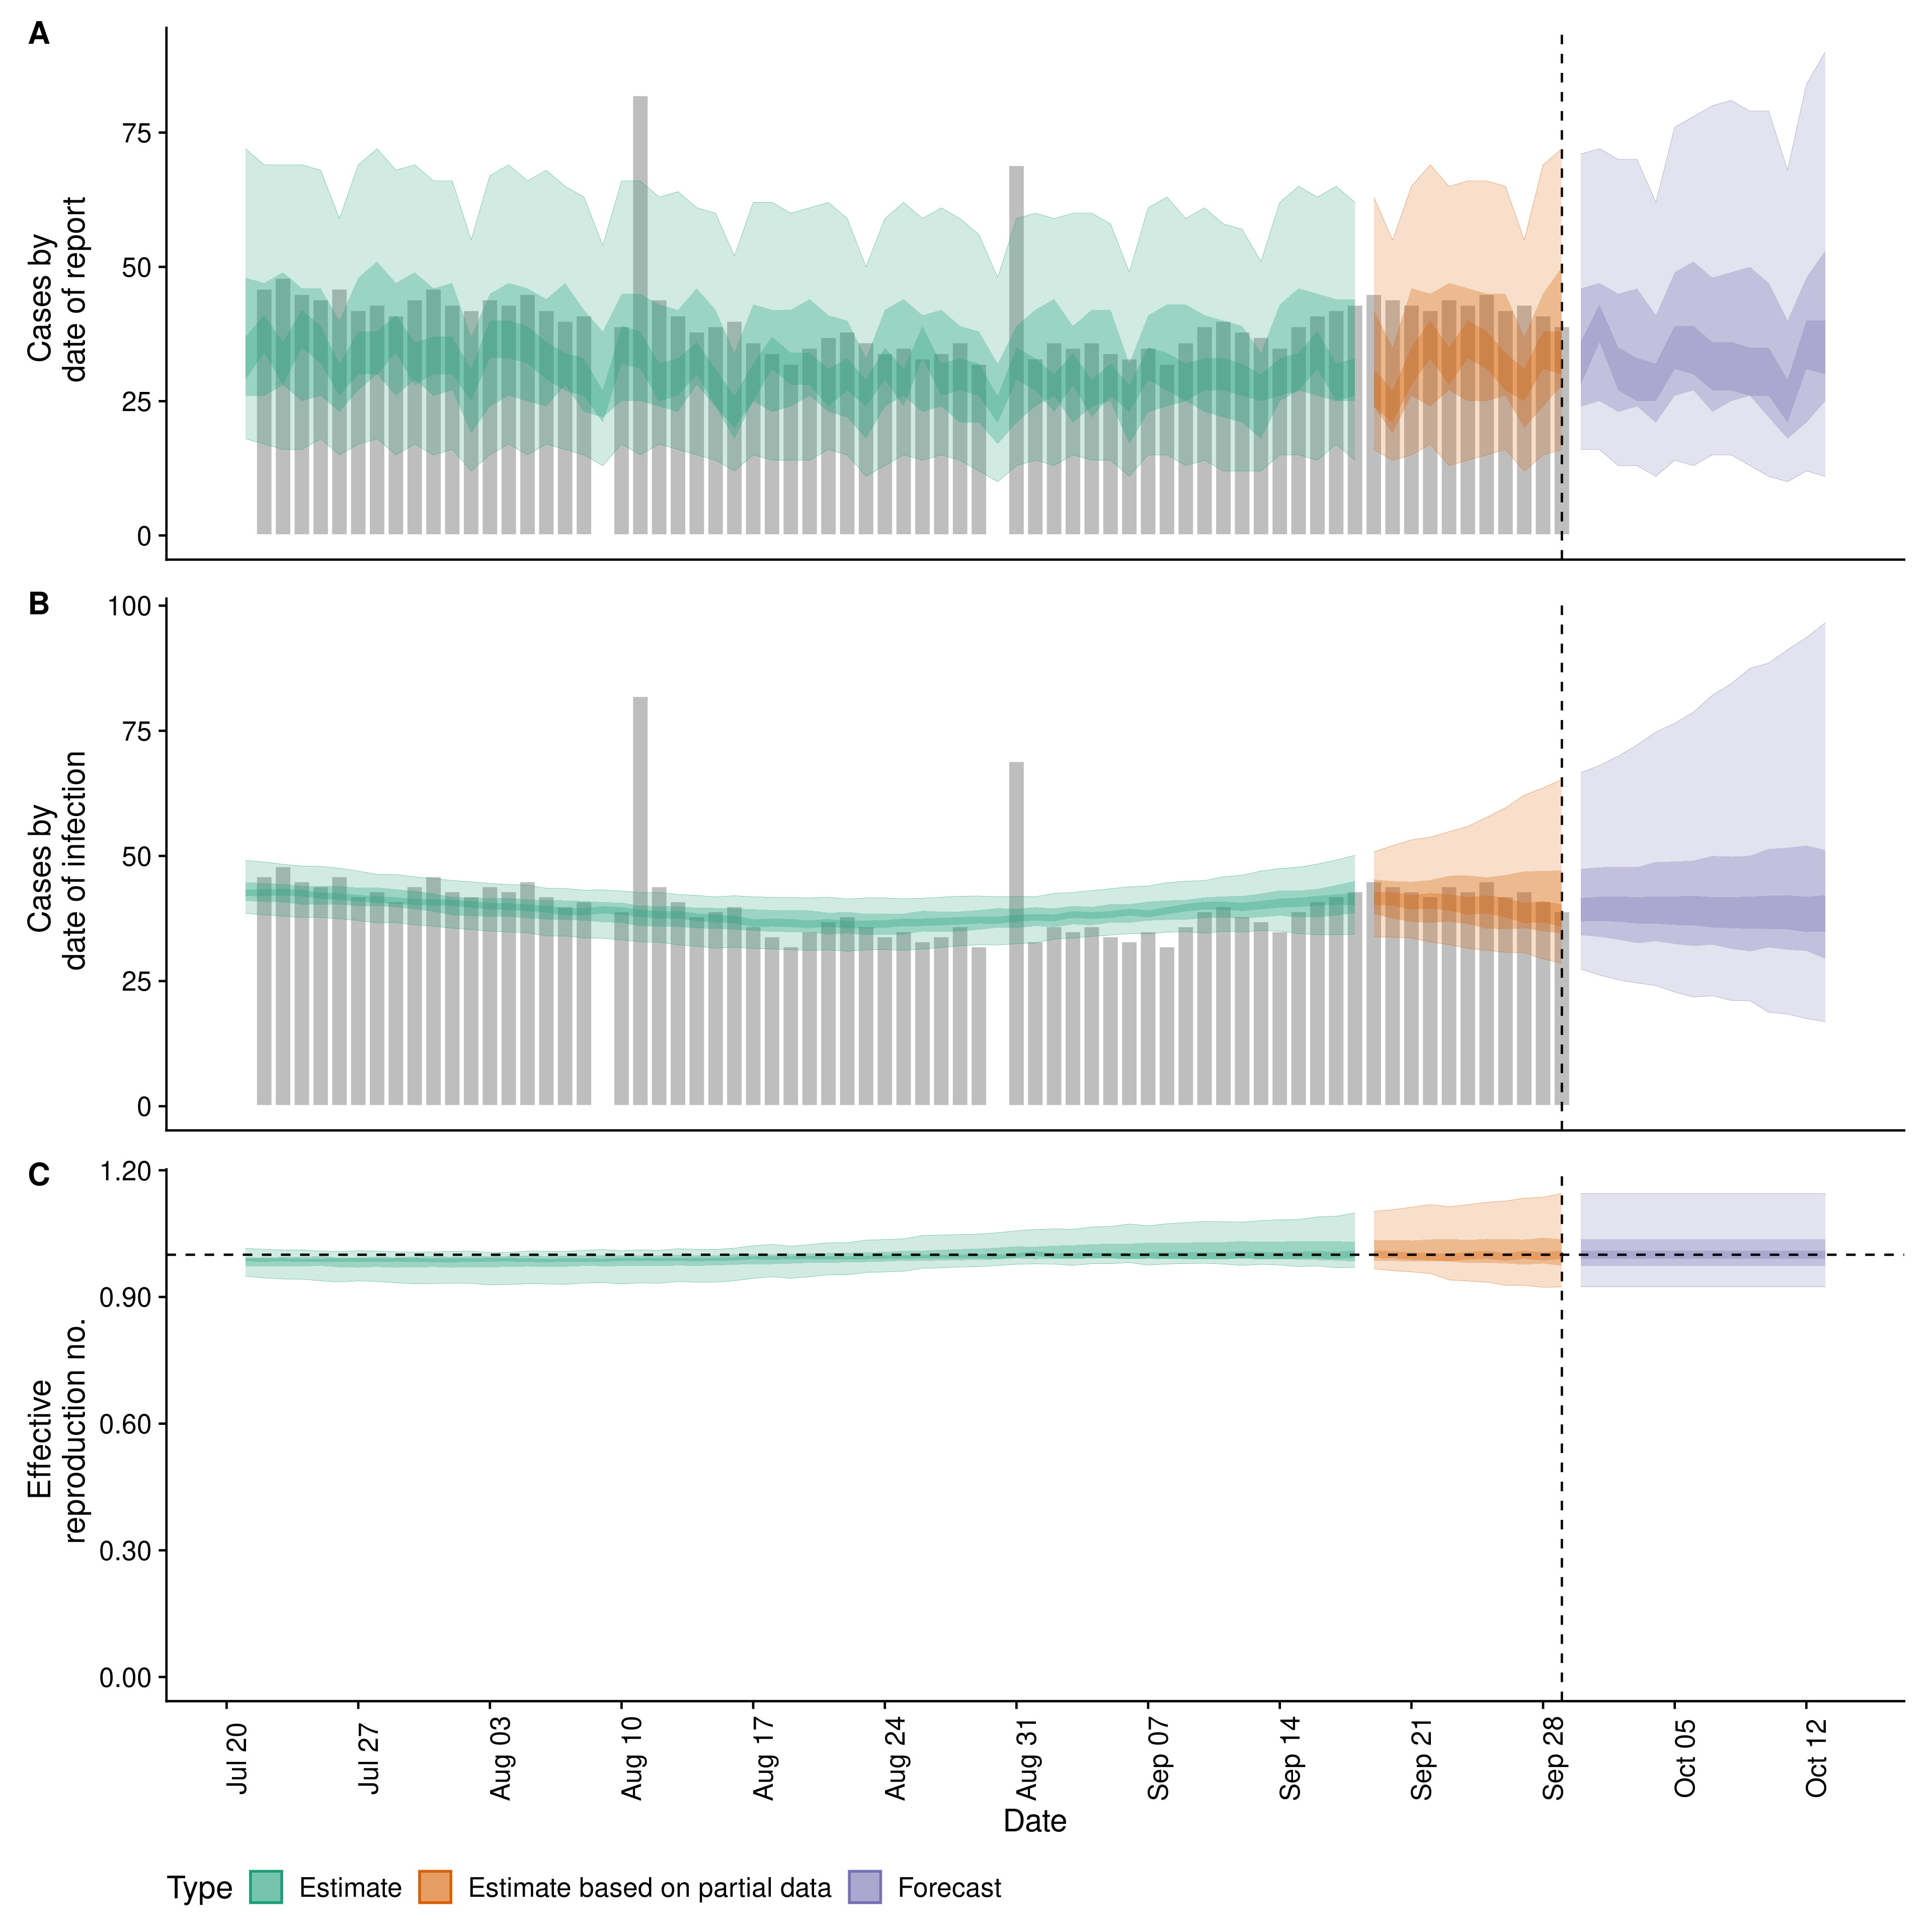 A
Cases by
date of report
75
50
25
0
B
Cases by
date of infection
100
75
50
25
0
C
Effective
reproduction no.
1.20
0.90
0.60
0.30
0.00
Jul 20
Jul 27
Aug 03
Aug 10
Aug 17
Aug 24
Aug 31
Sep 07
Sep 14
Sep 21
Sep 28
Oct 05
Oct 12
Date
Type Estimate Estimate based on partial data Forecast